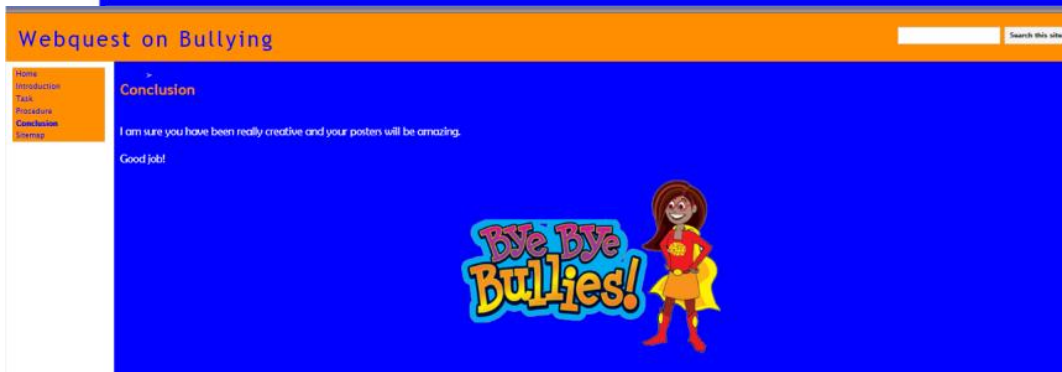 Webquest on Bullying
Search this site
Home
Introduction
Task
Procedure
Conclusion
Sitemap
>
Conclusion
I am sure you have been really creative and your posters will be amazing.
Good job!
Bye Bye
Bullies!